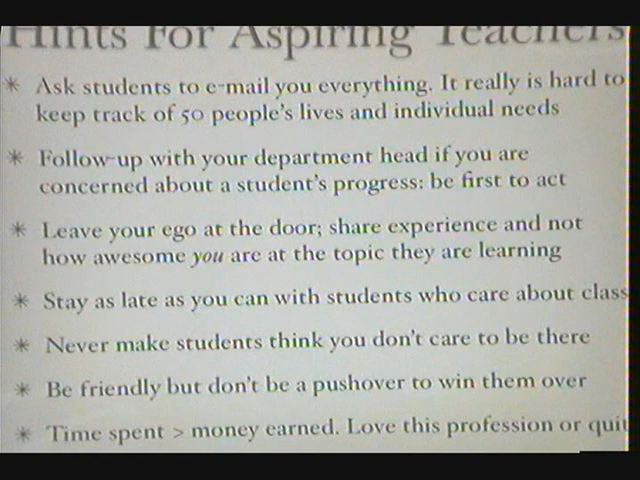 Hints For Aspiring Teachers
* Ask students to e-mail you everything. It really is hard to
keep track of 50 people's lives and individual needs
* Follow-up with your department head if you are
concerned about a student's progress: be first to act
* Leave your ego at the door; share experience and not
how awesome you are at the topic they are learning
* Stay as late as you can with students who care about class
* Never make students think you don't care to be there
* Be friendly but don't be a pushover to win them over
* Time spent > money earned. Love this profession or quit